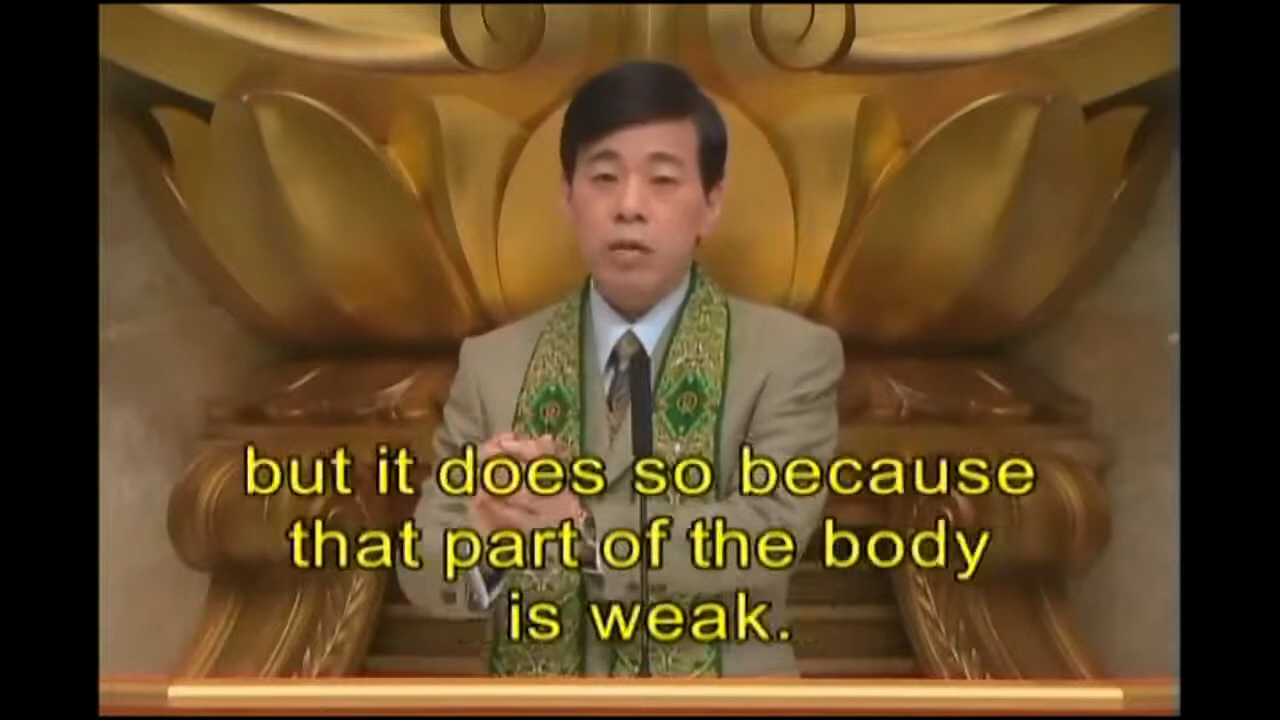 but it does so because
that part of the body
is weak.